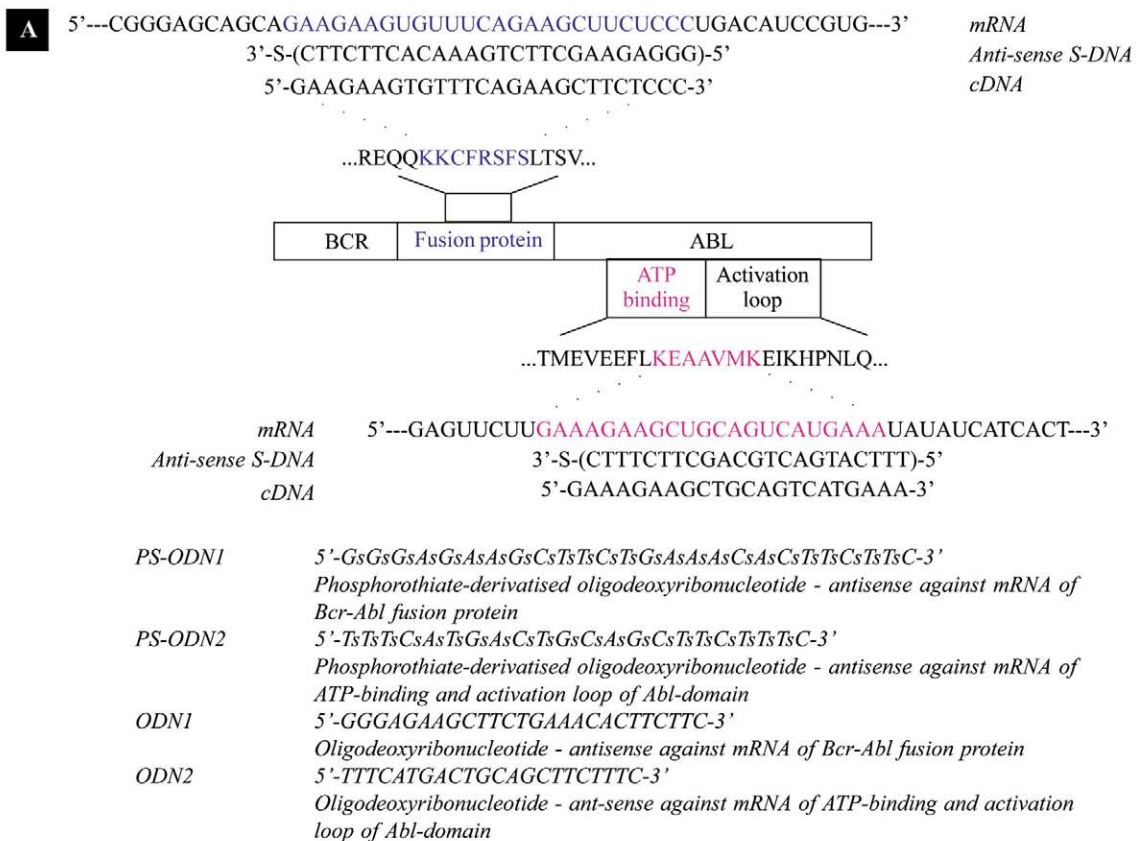 A
5'---CGGGAGCAGCAGAAGAAGUGUUUCAGAAGCUUCUCCCUGACAUCCGUG---3' mRNA
3'-S-(CTTCTTCACAAAGTCTTCGAAGAGGG)-5' Anti-sense S-DNA
5'-GAAGAAGTGTTTCAGAAGCTTCTCCC-3' cDNA
...REQQKKCFRSFSLTSV...
BCR Fusion protein ABL
ATP Activation
binding loop
...TMEVEEFLKEAAVMKEIKHPNLQ...
mRNA 5'---GAGUUCUUGAAAGAAGCUGCAGUCAUGAAAUAUAUCATCACT---3'
Anti-sense S-DNA 3'-S-(CTTTCTTCGACGTCAGTACTTT)-5'
cDNA 5'-GAAAGAAGCTGCAGTCATGAAA-3'
PS-ODN1 5'-GsGsGsAsGsAsAsGsCsTsTsCsTsGsAsAsAsCsAsCsTsTsCsTsTsC-3'
Phosphorothiate-derivatised oligodeoxyribonucleotide - antisense against mRNA of
Bcr-Abl fusion protein
PS-ODN2 5'-TsTsTsCsAsTsGsAsCsTsGsCsAsGsCsTsTsCsTsTsTsC-3'
Phosphorothiate-derivatised oligodeoxyribonucleotide - antisense against mRNA of
ATP-binding and activation loop of Abl-domain
ODN1 5'-GGGAGAAGCTTCTGAAACACTTCTTC-3'
Oligodeoxyribonucleotide - antisense against mRNA of Bcr-Abl fusion protein
ODN2 5'-TTTCATGACTGCAGCTTCTTTC-3'
Oligodeoxyribonucleotide - ant-sense against mRNA of ATP-binding and activation
loop of Abl-domain